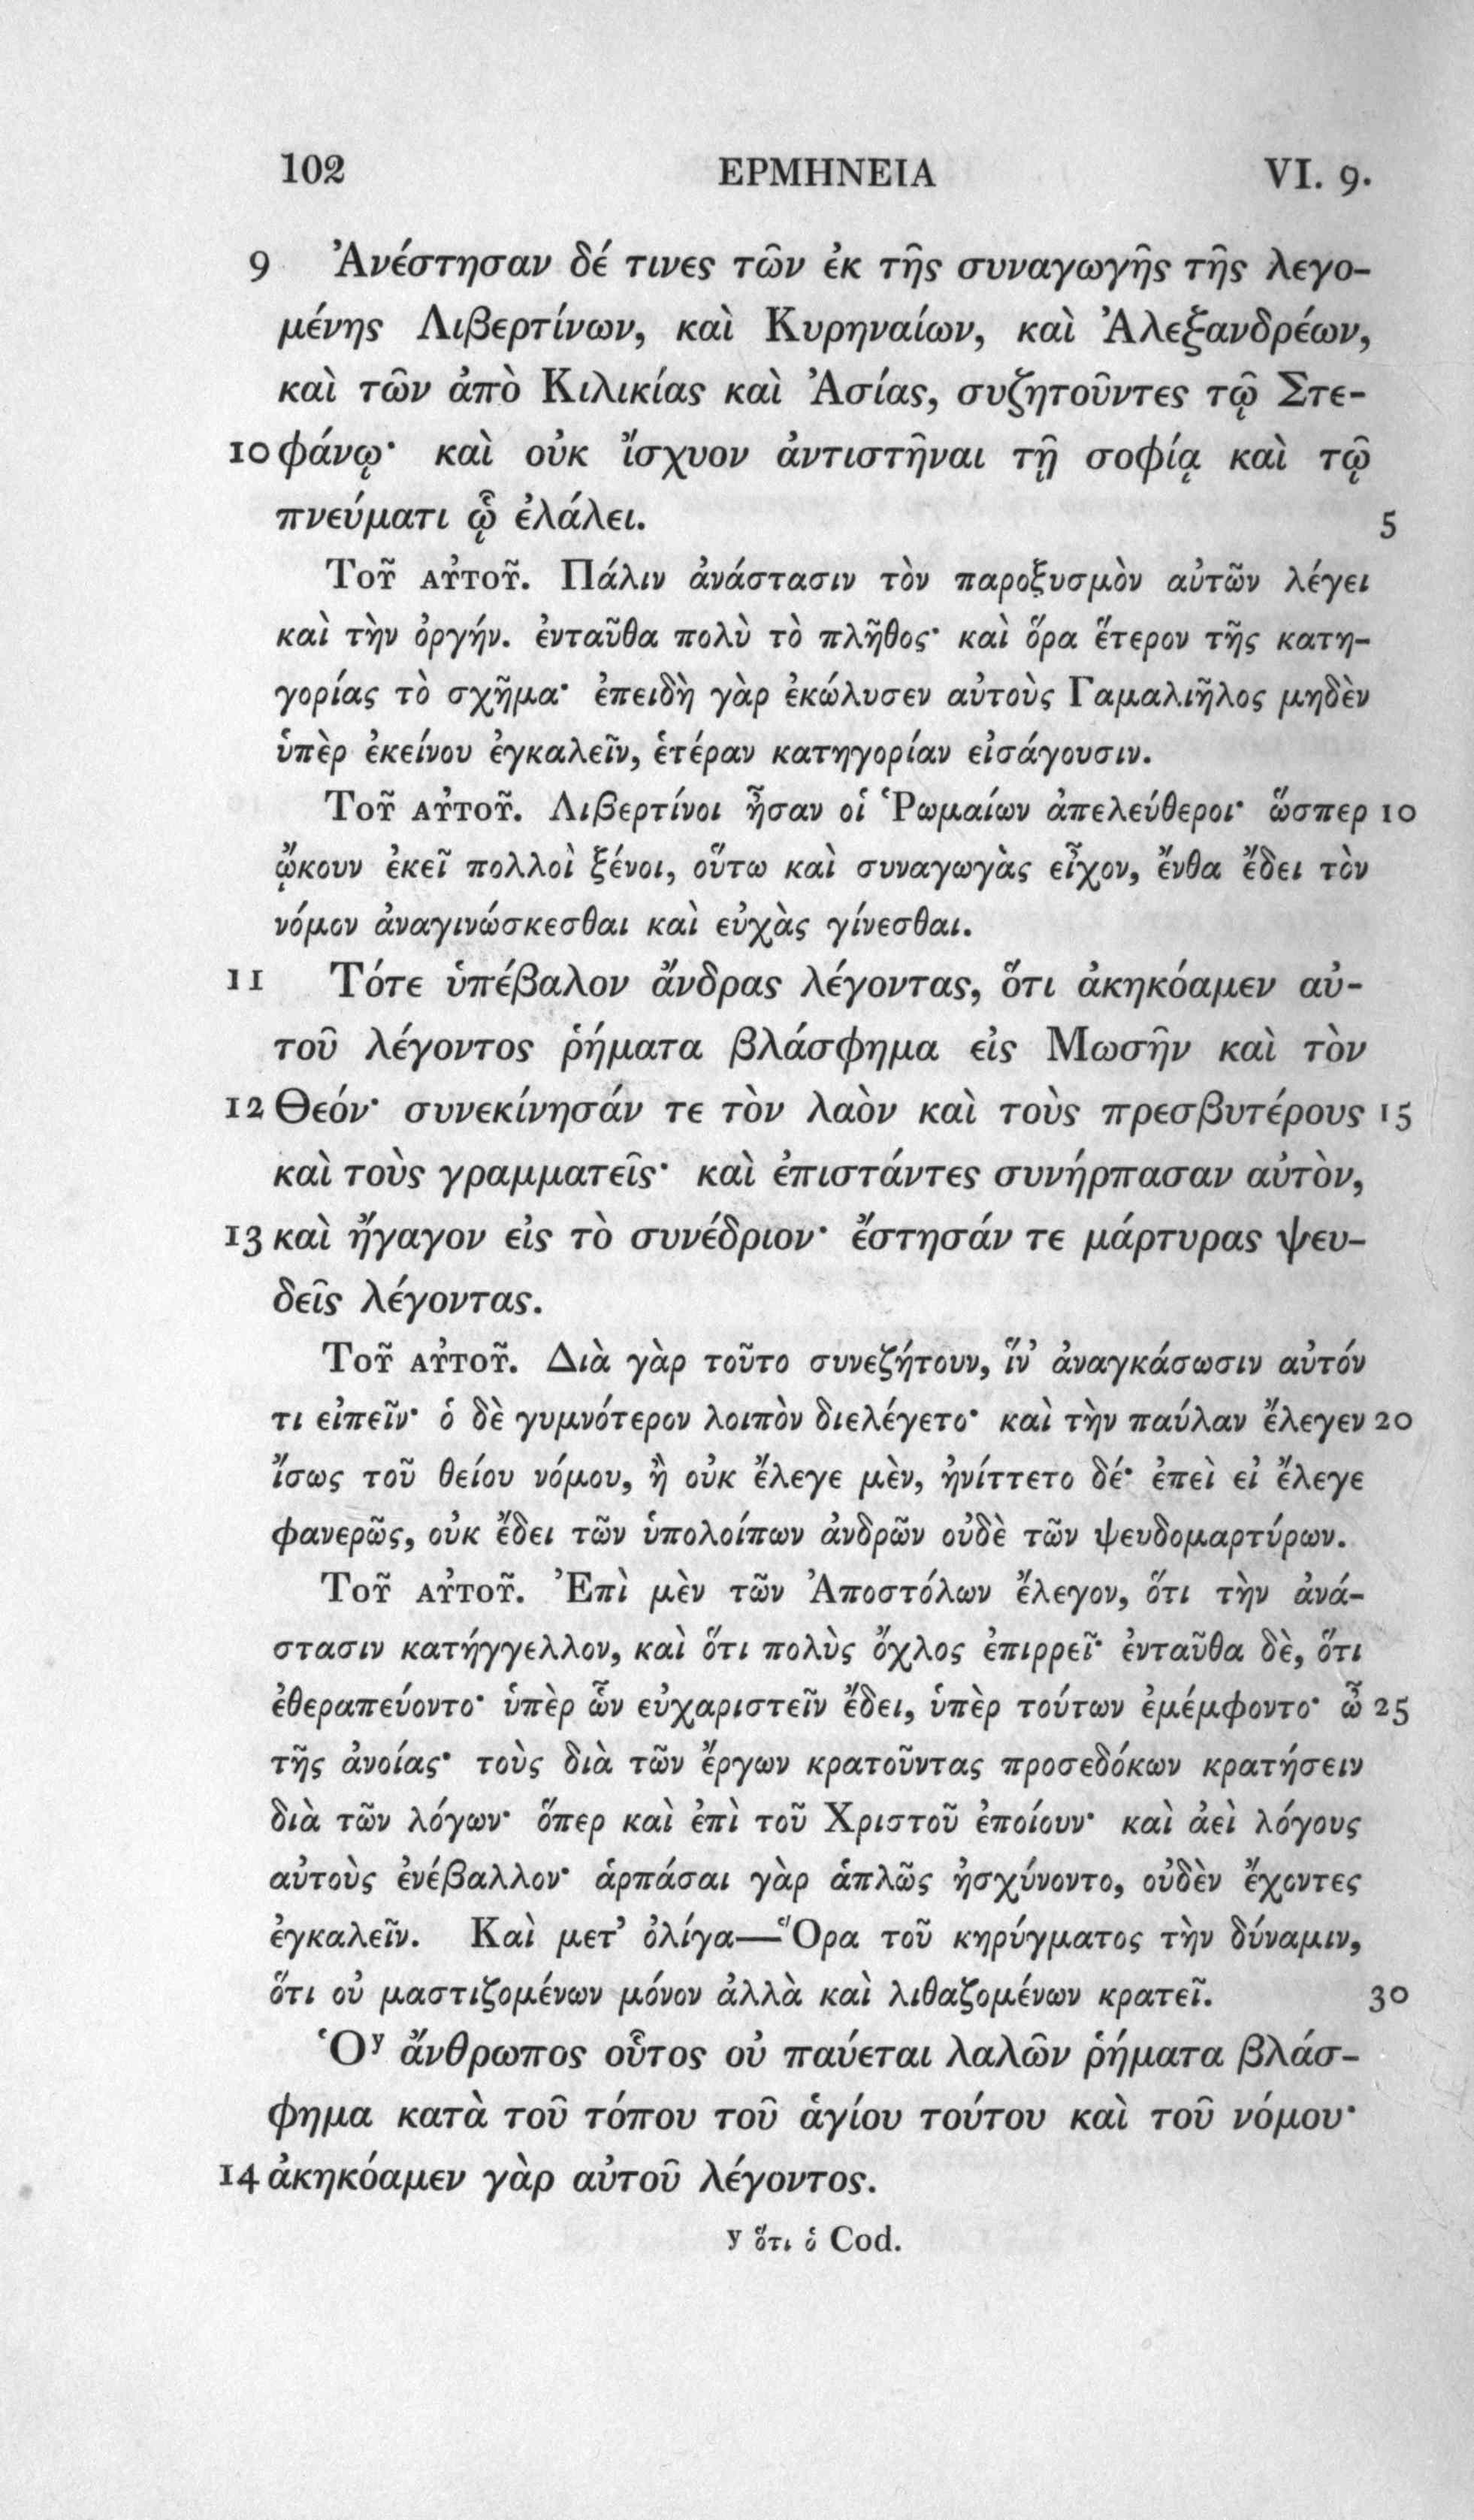 102 ΕΡΜΗΝΕΙΑ VI. 9.
9 Ἀνέστησαν δέ τινες τῶν ἐκ τῆς συναγωγῆς τῆς λεγο-
μένης Λιβερτίνων, καὶ Κυρηναίων, καὶ Ἀλεξανδρέων,
καὶ τῶν ἀπὸ Κιλικίας καὶ Ἀσίας, συζητοῦντες τῷ Στε-
10 φάνῳ· καὶ οὐκ ἴσχυον ἀντιστῆναι τῇ σοφίᾳ καὶ τῷ
πνεύματι ᾧ ἐλάλει. 5
Τοῦ αὐτοῦ. Πάλιν ἀνάστασιν τὸν παροξυσμὸν αὐτῶν λέγει
καὶ τὴν ὀργήν. ἐνταῦθα πολὺ τὸ πλῆθος· καὶ ὅρα ἕτερον τῆς κατη-
γορίας τὸ σχῆμα· ἐπειδὴ γὰρ ἐκώλυσεν αὐτοὺς Γαμαλιῆλος μηδὲν
ὑπὲρ ἐκείνου ἐγκαλεῖν, ἑτέραν κατηγορίαν εἰσάγουσιν.
Τοῦ αὐτοῦ. Λιβερτίνοι ἦσαν οἱ Ῥωμαίων ἀπελεύθεροι· ὥσπερ 10
ᾤκουν ἐκεῖ πολλοὶ ξένοι, οὕτω καὶ συναγωγὰς εἶχον, ἔνθα ἔδει τὸν
νόμον ἀναγινώσκεσθαι καὶ εὐχὰς γίνεσθαι.
11 Τότε ὑπέβαλον ἄνδρας λέγοντας, ὅτι ἀκηκόαμεν αὐ-
τοῦ λέγοντος ῥήματα βλάσφημα εἰς Μωσῆν καὶ τὸν
12 Θεόν· συνεκίνησάν τε τὸν λαὸν καὶ τοὺς πρεσβυτέρους 15
καὶ τοὺς γραμματεῖς· καὶ ἐπιστάντες συνήρπασαν αὐτὸν,
13 καὶ ἤγαγον εἰς τὸ συνέδριον· ἔστησάν τε μάρτυρας ψευ-
δεῖς λέγοντας.
Τοῦ αὐτοῦ. Διὰ γὰρ τοῦτο συνεζήτουν, ἵν’ ἀναγκάσωσιν αὐτόν
τι εἰπεῖν· ὁ δὲ γυμνότερον λοιπὸν διελέγετο· καὶ τὴν παύλαν ἔλεγεν 20
ἴσως τοῦ θείου νόμου, ἢ οὐκ ἔλεγε μὲν, ἠνίττετο δέ· ἐπεὶ εἰ ἔλεγε
φανερῶς, οὐκ ἔδει τῶν ὑπολοίπων ἀνδρῶν οὐδὲ τῶν ψευδομαρτύρων.
Τοῦ αὐτοῦ. Ἐπὶ μὲν τῶν Ἀποστόλων ἔλεγον, ὅτι τὴν ἀνά-
στασιν κατήγγελλον, καὶ ὅτι πολὺς ὄχλος ἐπιρρεῖ· ἐνταῦθα δὲ, ὅτι
ἐθεραπεύοντο· ὑπὲρ ὧν εὐχαριστεῖν ἔδει, ὑπὲρ τούτων ἐμέμφοντο· ὦ 25
τῆς ἀνοίας· τοὺς διὰ τῶν ἔργων κρατοῦντας προσεδόκων κρατήσειν
διὰ τῶν λόγων· ὅπερ καὶ ἐπὶ τοῦ Χριστοῦ ἐποίουν· καὶ ἀεὶ λόγους
αὐτοὺς ἐνέβαλλον· ἁρπάσαι γὰρ ἁπλῶς ᾐσχύνοντο, οὐδὲν ἔχοντες
ἐγκαλεῖν. Καὶ μετ’ ὀλίγα—Ὅρα τοῦ κηρύγματος τὴν δύναμιν,
ὅτι οὐ μαστιζομένων μόνον ἀλλὰ καὶ λιθαζομένων κρατεῖ. 30
Ὁ y ἄνθρωπος οὗτος οὐ παύεται λαλῶν ῥήματα βλάσ-
φημα κατὰ τοῦ τόπου τοῦ ἁγίου τούτου καὶ τοῦ νόμου·
14 ἀκηκόαμεν γὰρ αὐτοῦ λέγοντος.
y ὅτι ὁ Cod.